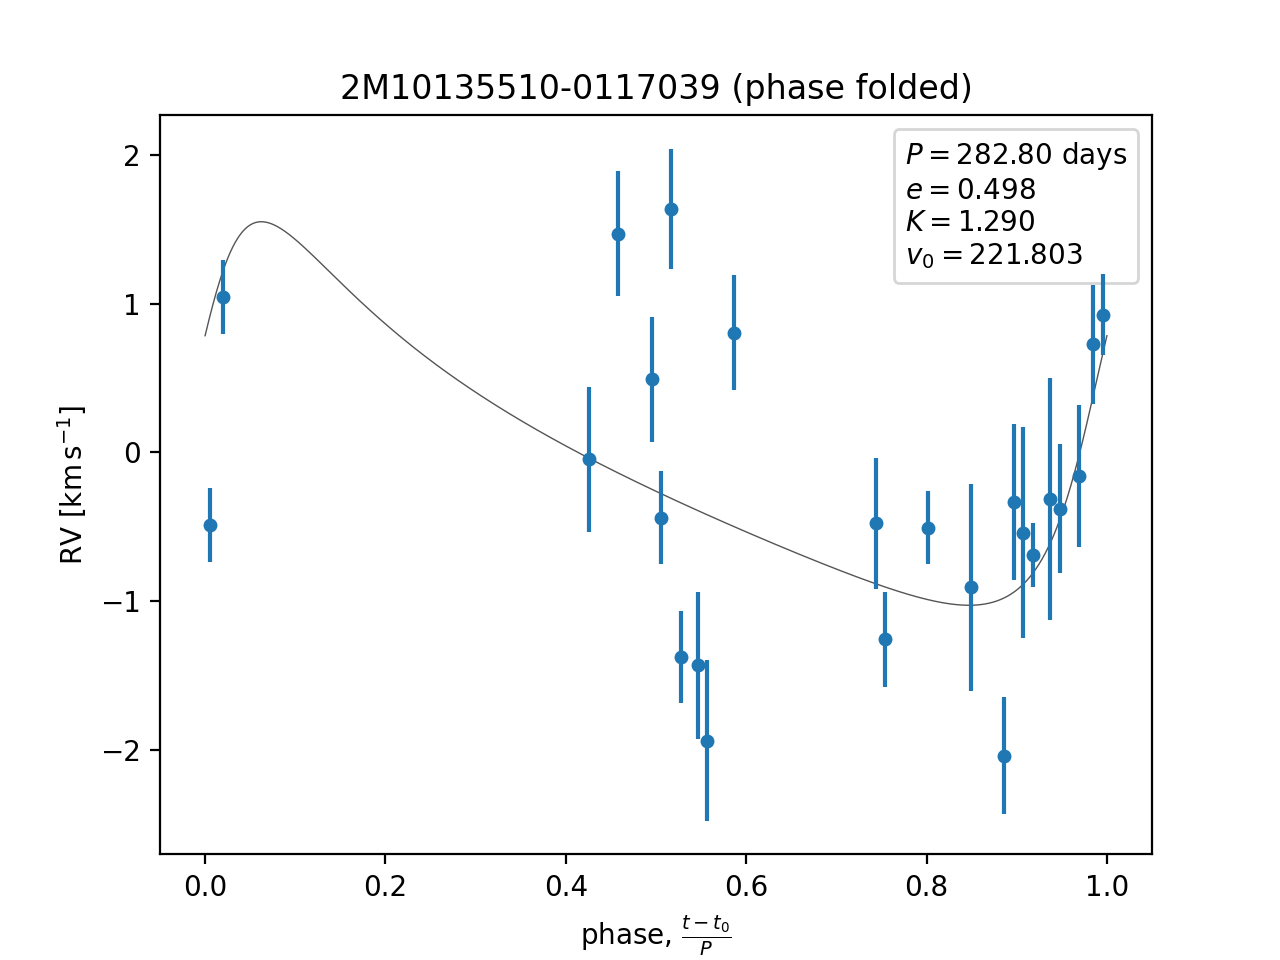 2M10135510-0117039 (phase folded)
P = 282.80 days
e = 0.498
K = 1.290
v₀ = 221.803
2
1
0
−1
−2
RV [km s⁻¹]
0.0 0.2 0.4 0.6 0.8 1.0
phase, (t − t₀)/P